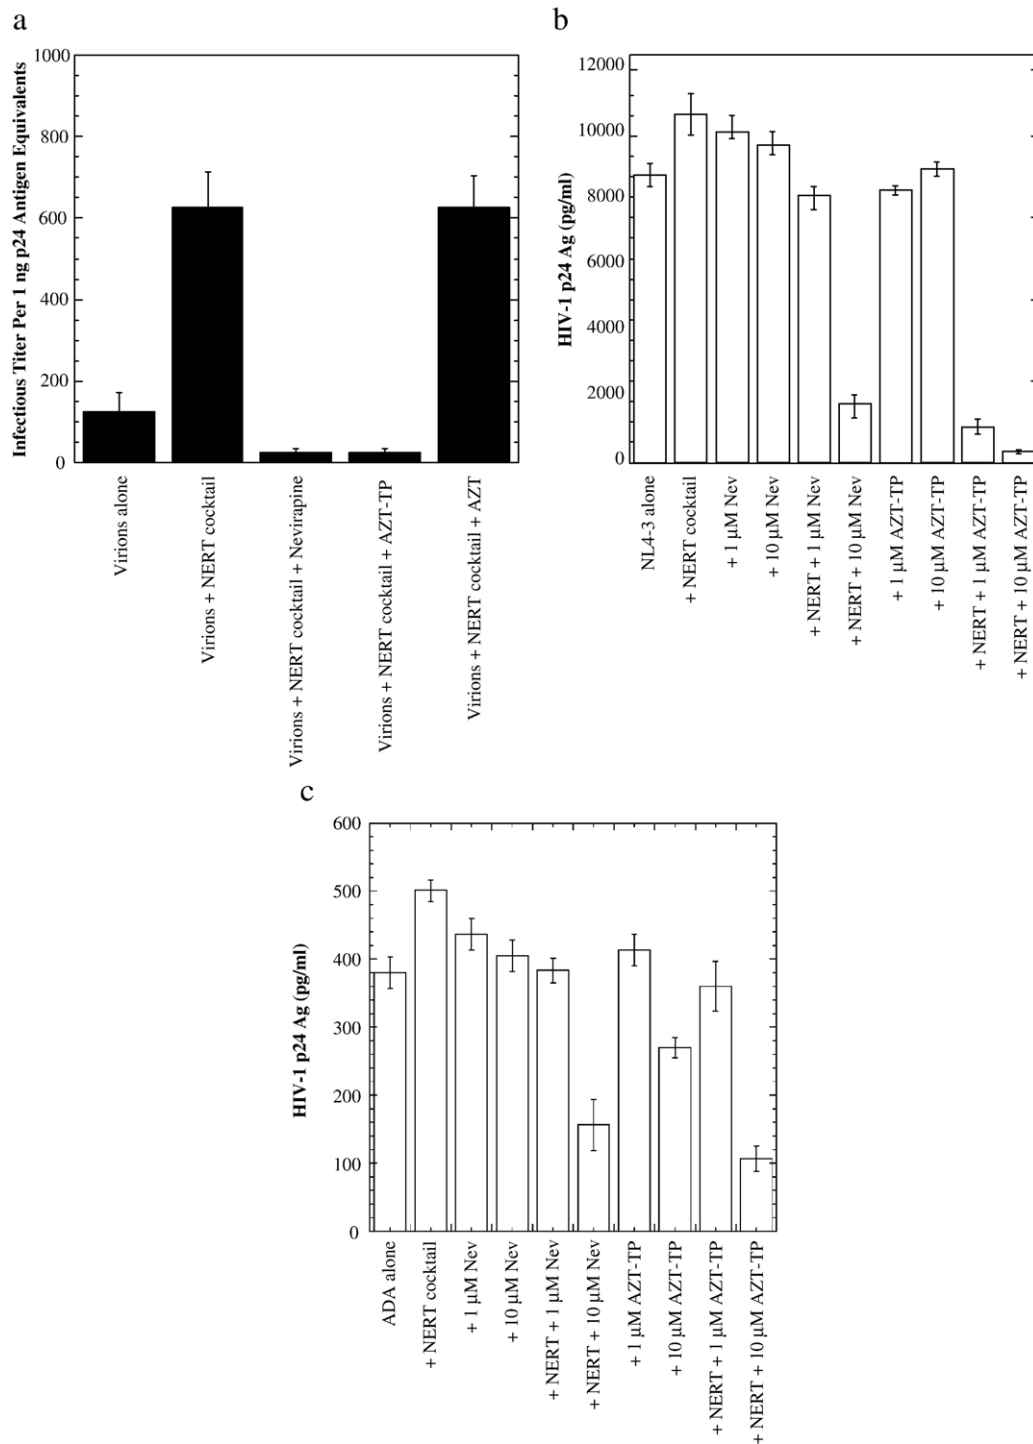 a
Infectious Titer Per 1 ng p24 Antigen Equivalents
1000
800
600
400
200
0
Virions alone
Virions + NERT cocktail
Virions + NERT cocktail + Nevirapine
Virions + NERT cocktail + AZT-TP
Virions + NERT cocktail + AZT
b
HIV-1 p24 Ag (pg/ml)
12000
10000
8000
6000
4000
2000
0
NL4-3 alone
+ NERT cocktail
+ 1 μM Nev
+ 10 μM Nev
+ NERT + 1 μM Nev
+ NERT + 10 μM Nev
+ 1 μM AZT-TP
+ 10 μM AZT-TP
+ NERT + 1 μM AZT-TP
+ NERT + 10 μM AZT-TP
c
HIV-1 p24 Ag (pg/ml)
600
500
400
300
200
100
0
ADA alone
+ NERT cocktail
+ 1 μM Nev
+ 10 μM Nev
+ NERT + 1 μM Nev
+ NERT + 10 μM Nev
+ 1 μM AZT-TP
+ 10 μM AZT-TP
+ NERT + 1 μM AZT-TP
+ NERT + 10 μM AZT-TP